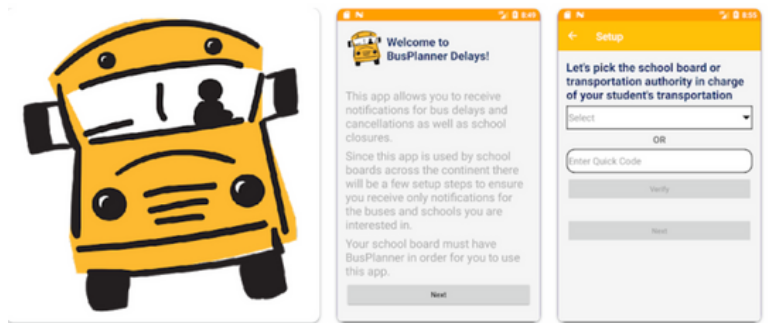 8:49
Welcome to
BusPlanner Delays!
This app allows you to receive
notifications for bus delays and
cancellations as well as school
closures.
Since this app is used by school
boards across the continent there
will be a few setup steps to ensure
you receive only notifications for
the buses and schools you are
interested in.
Your school board must have
BusPlanner in order for you to use
this app.
Next
8:55
Setup
Let's pick the school board or
transportation authority in charge
of your student's transportation
Select
OR
Enter Quick Code
Verify
Next